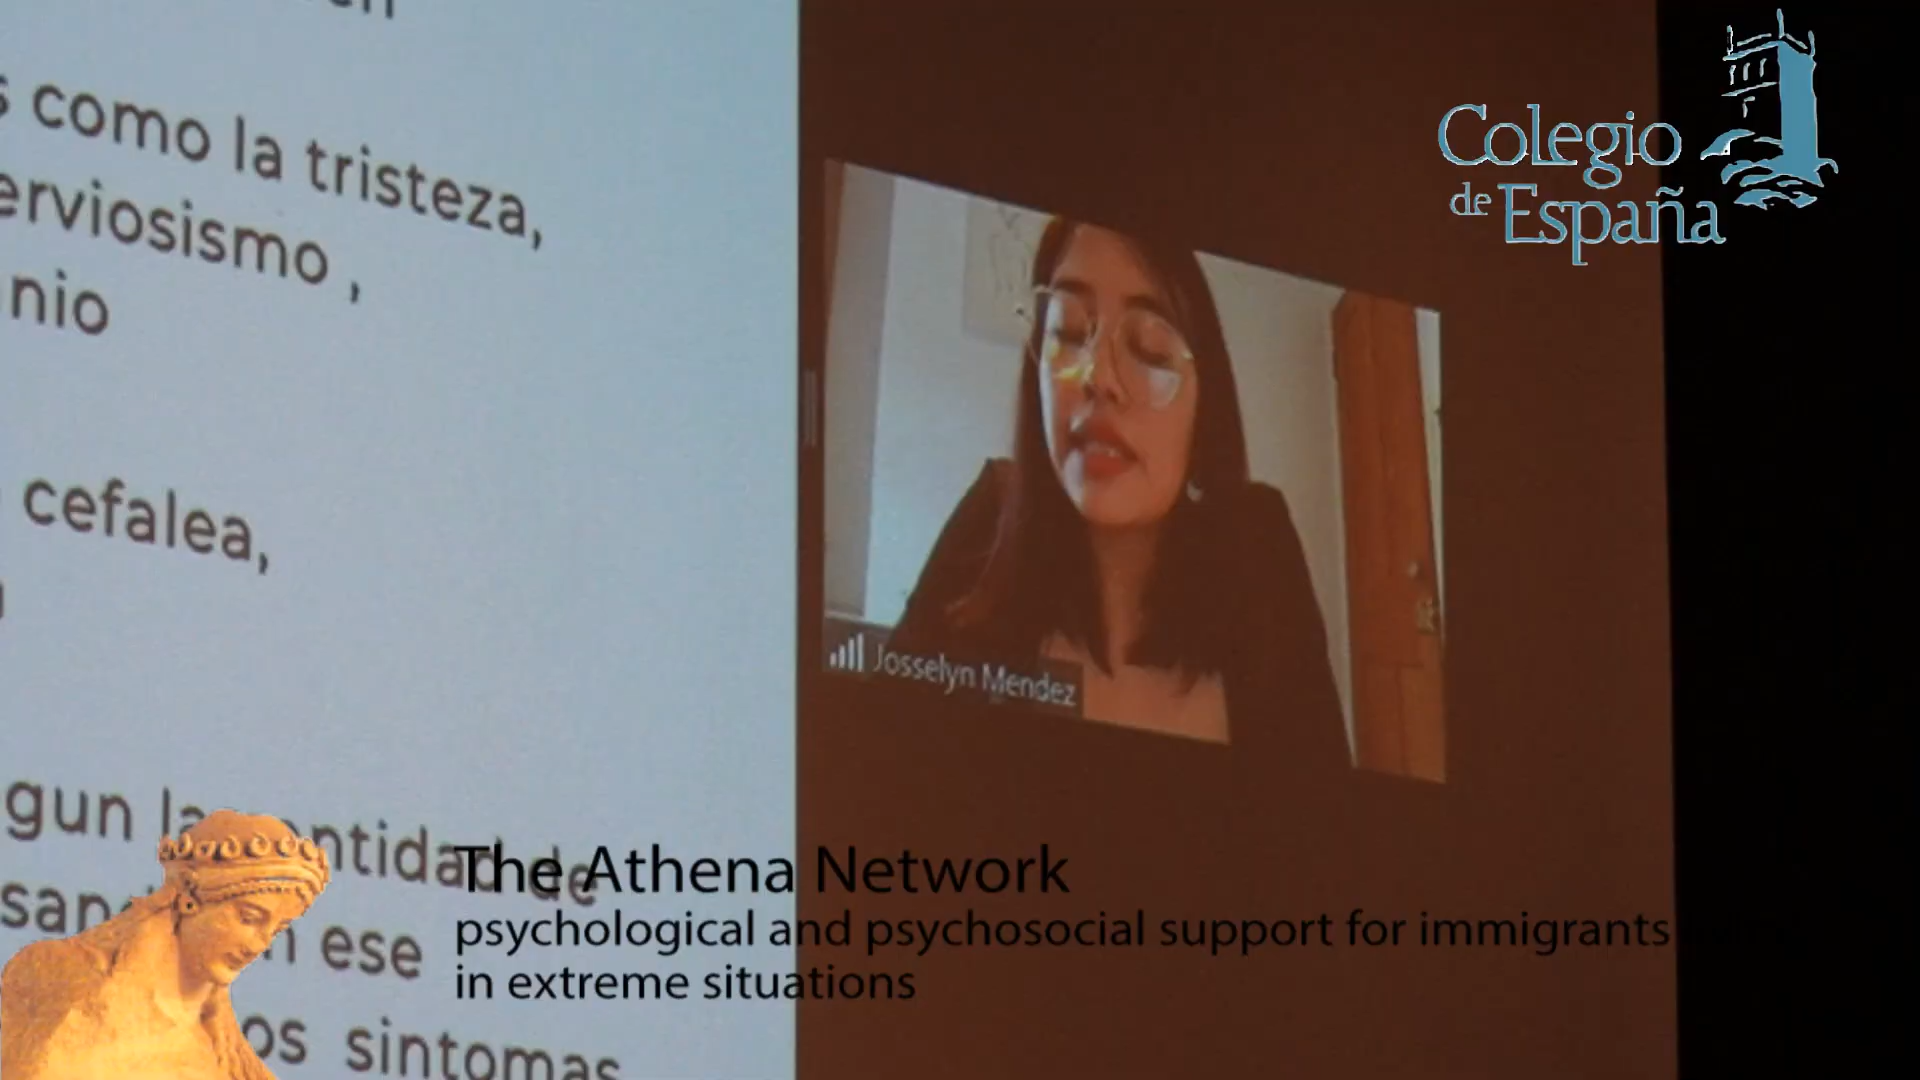 s como la tristeza,
erviosismo ,
nio
cefalea,
gun la entidad de
ese
os sintomas
Josselyn Mendez
Colegio
de España
The Athena Network
psychological and psychosocial support for immigrants
in extreme situations